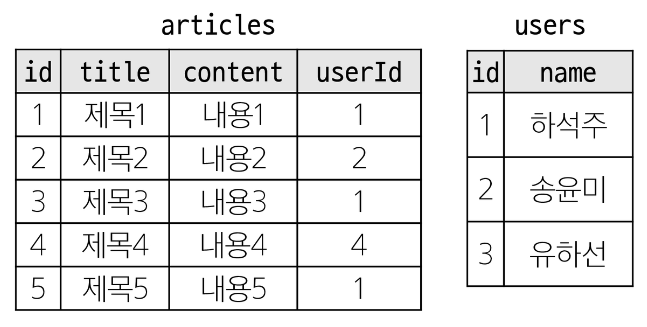 articles
id title content userId
1 제목1 내용1 1
2 제목2 내용2 2
3 제목3 내용3 1
4 제목4 내용4 4
5 제목5 내용5 1
users
id name
1 하석주
2 송윤미
3 유하선